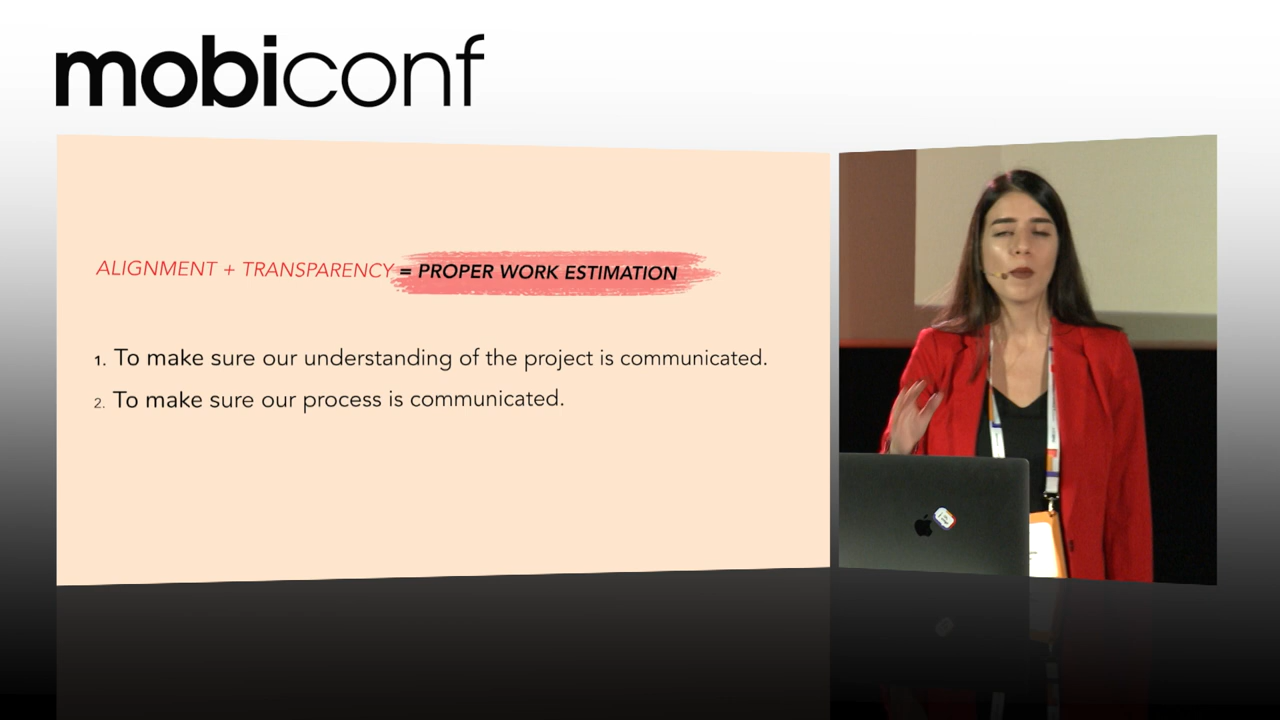 mobiconf
ALIGNMENT + TRANSPARENCY = PROPER WORK ESTIMATION
1. To make sure our understanding of the project is communicated.
2. To make sure our process is communicated.